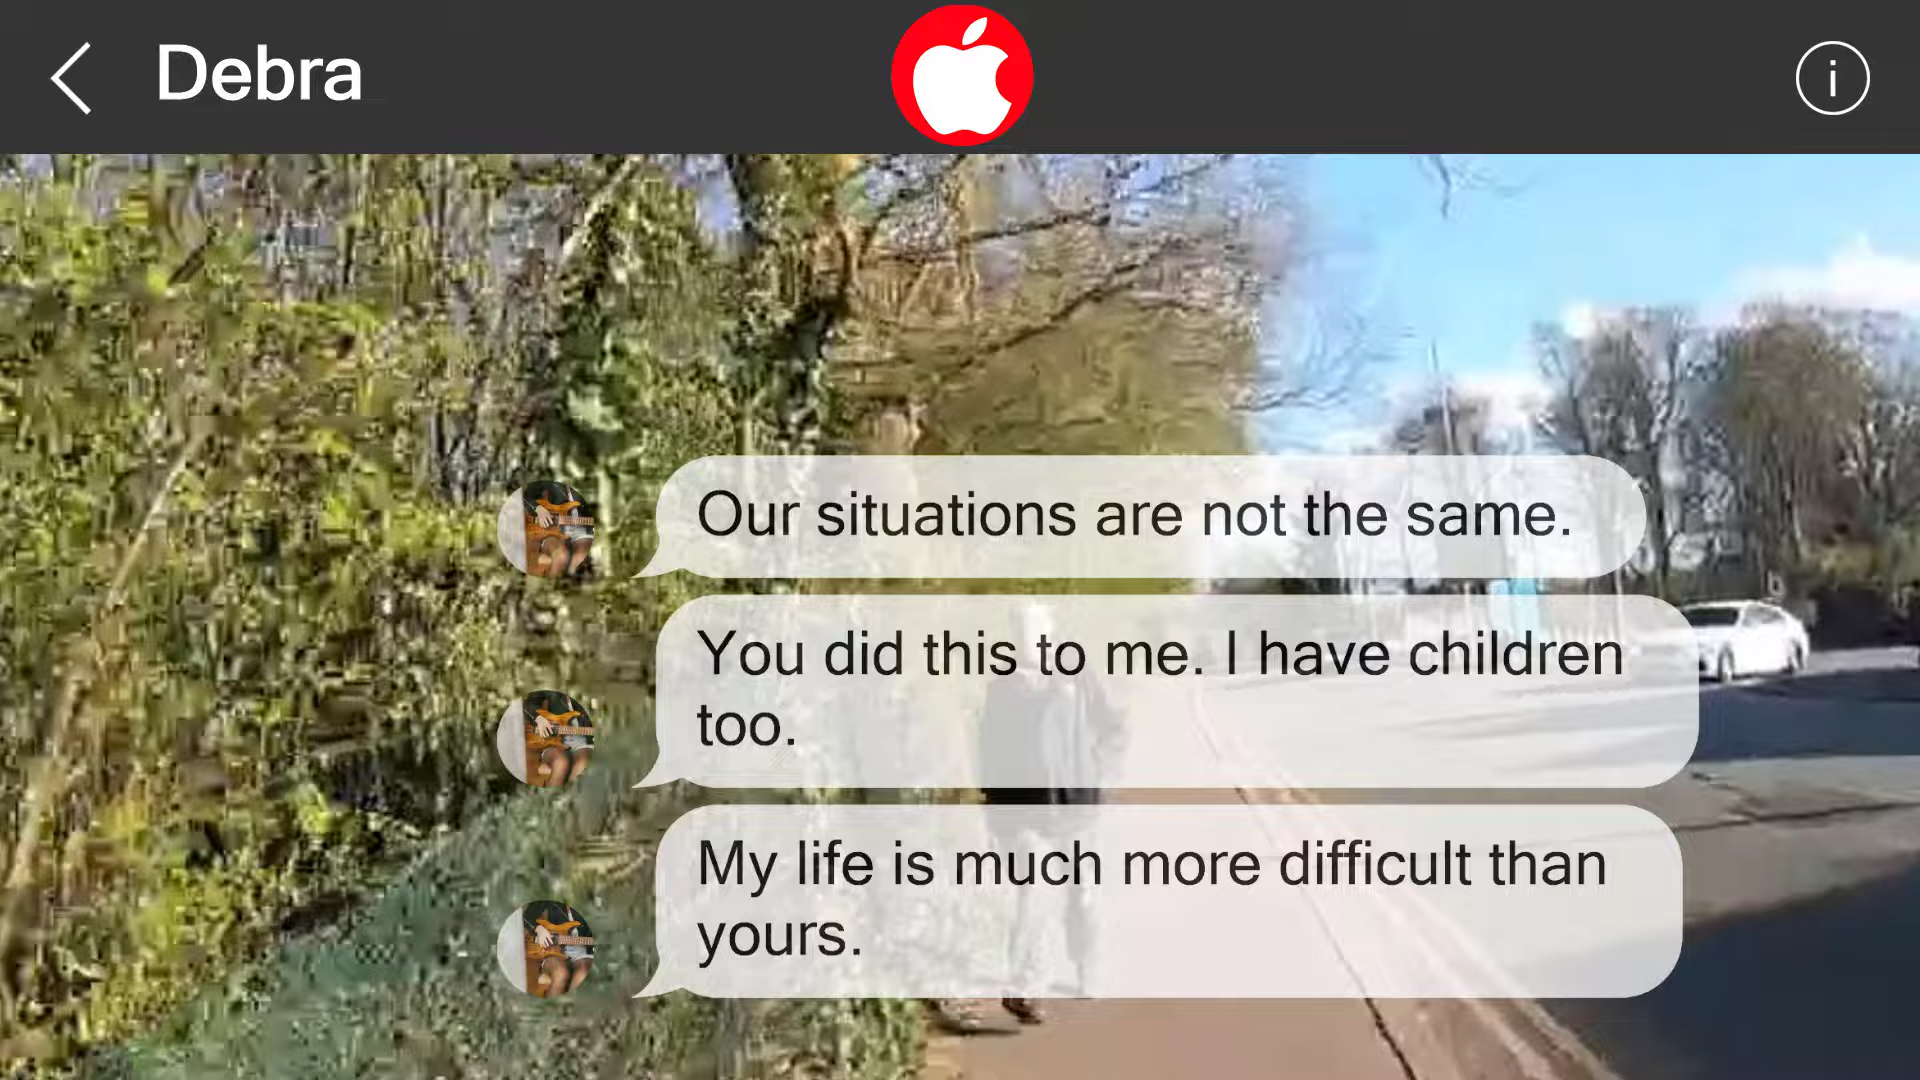 Debra
Our situations are not the same.
You did this to me. I have children
too.
My life is much more difficult than
yours.